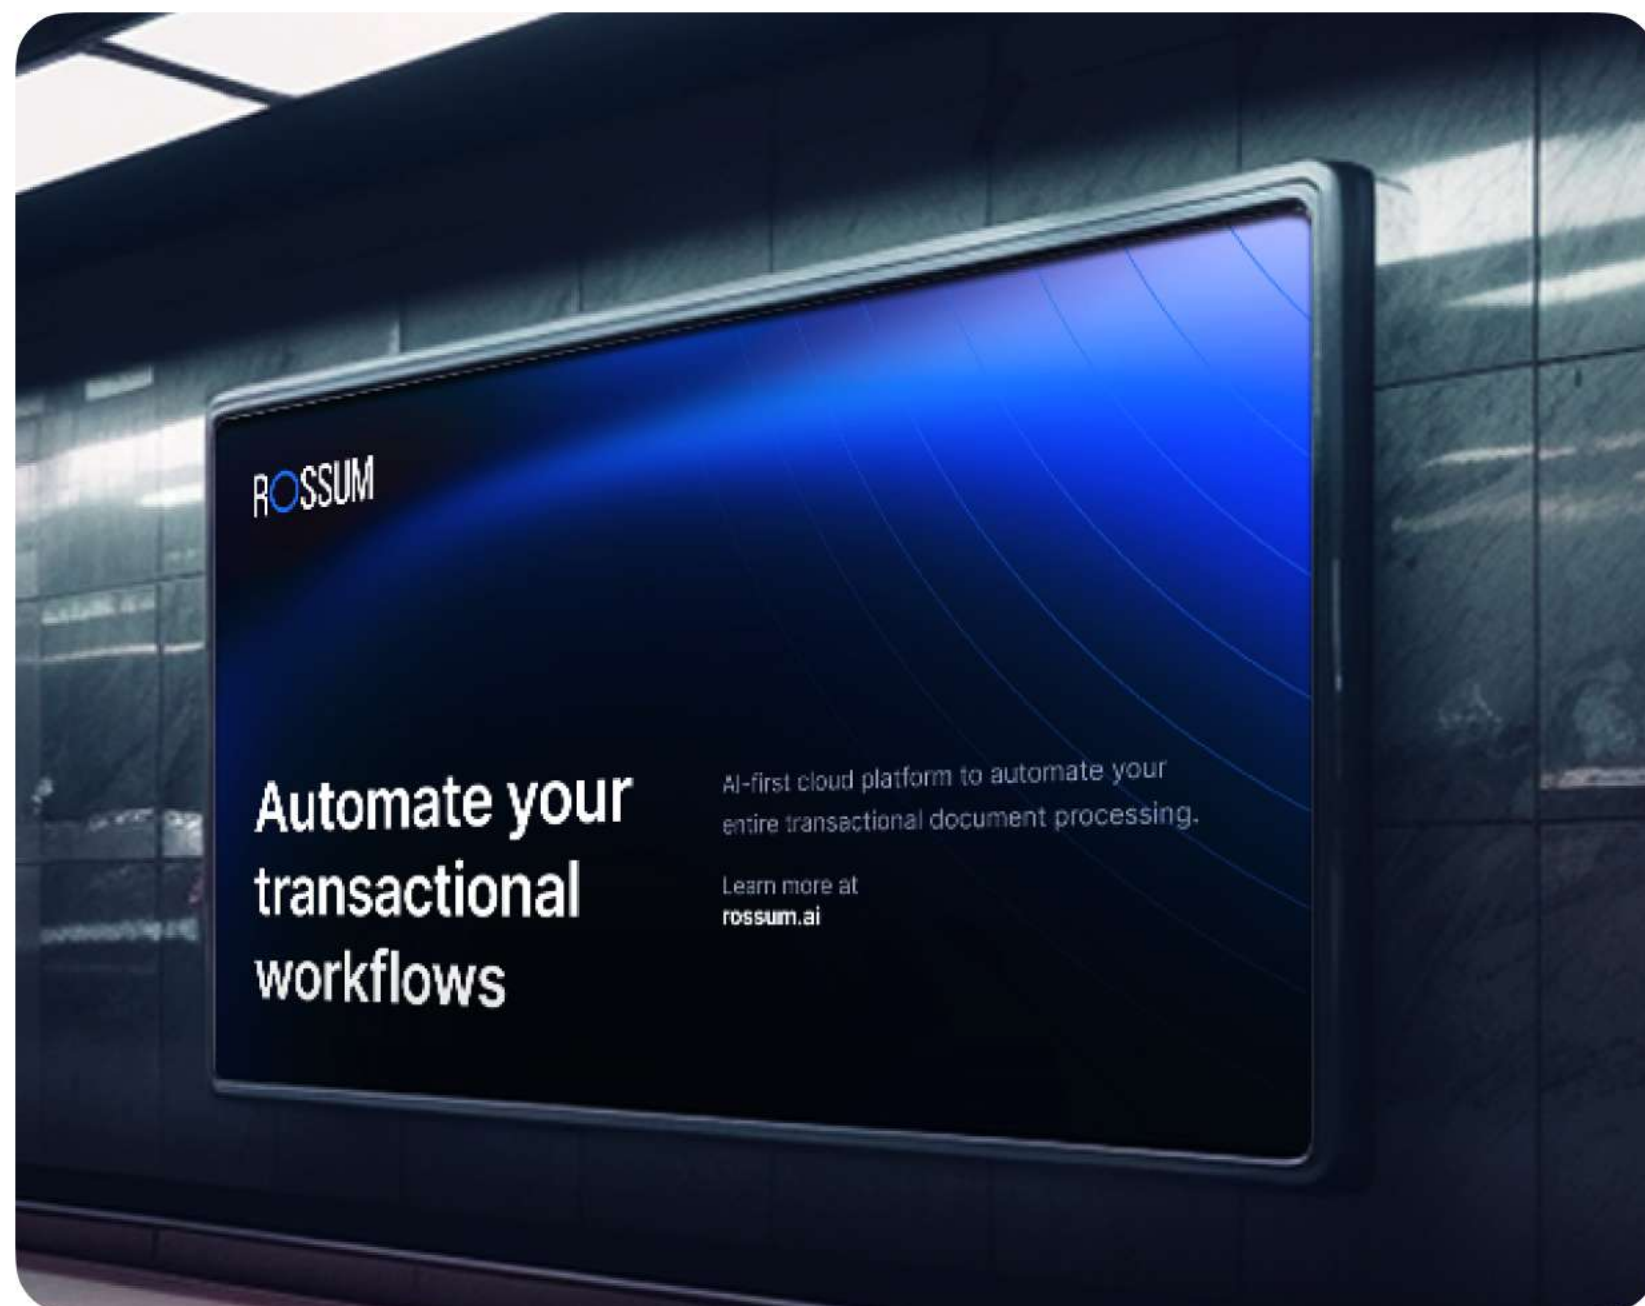 ROSSUM
Automate your
transactional
workflows
AI-first cloud platform to automate your
entire transactional document processing.
Learn more at
rossum.ai